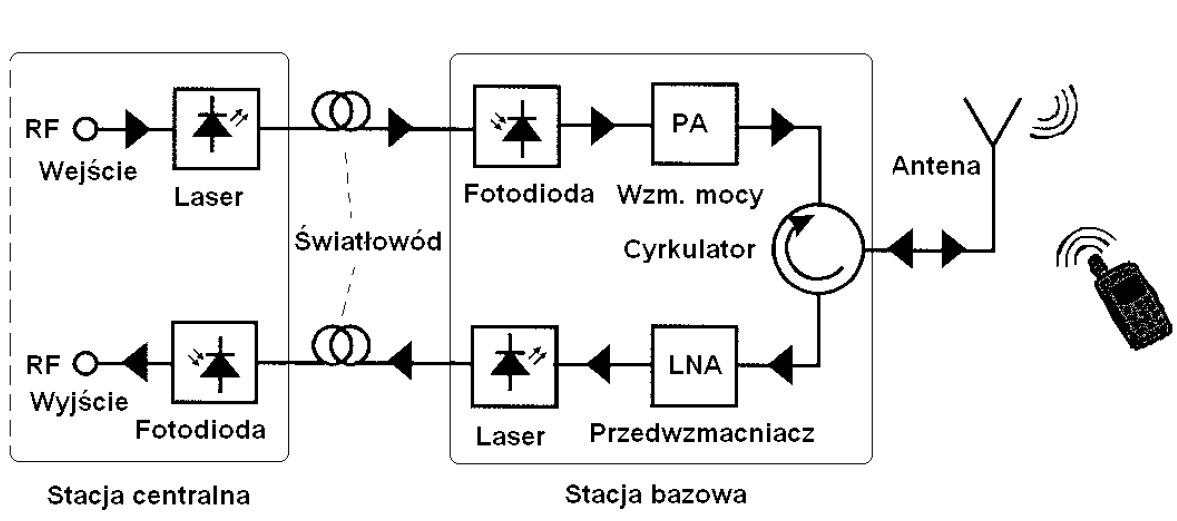 RF
Wejście
Laser
Światłowód
Fotodioda
PA
Wzm. mocy
Cyrkulator
Antena
RF
Wyjście
Fotodioda
Laser
LNA
Przedwzmacniacz
Stacja centralna
Stacja bazowa